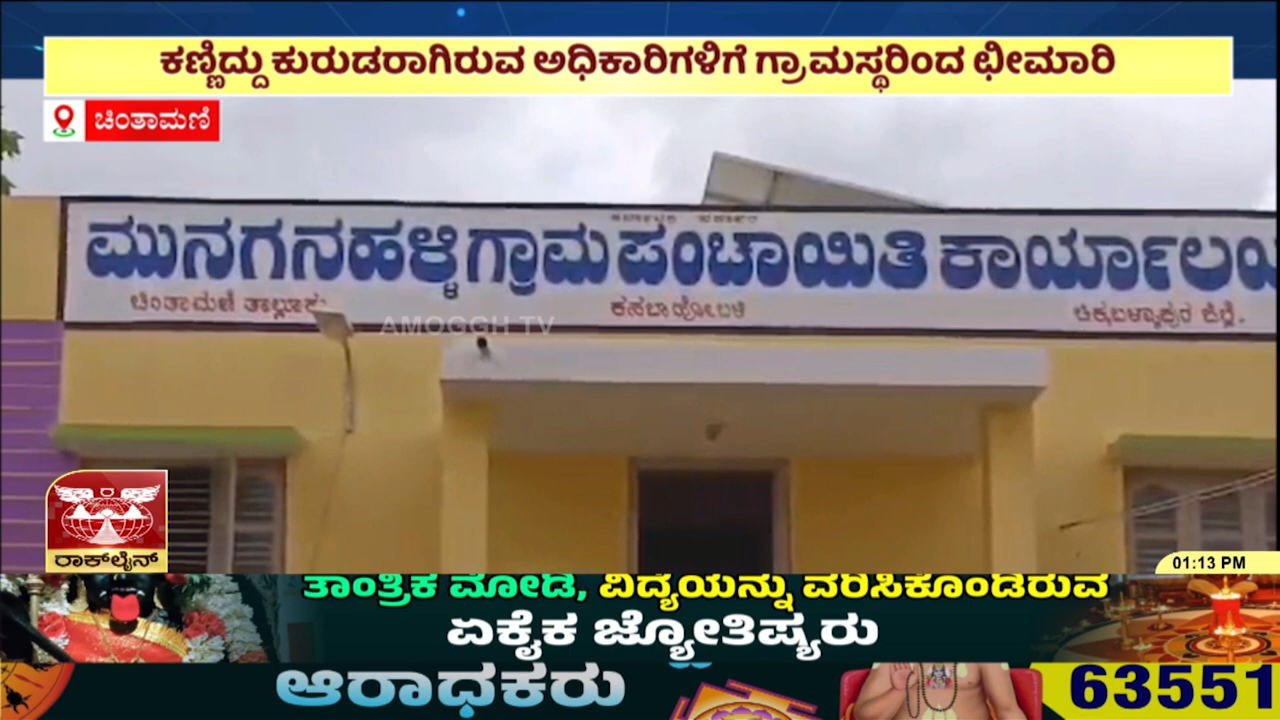 ಕಣ್ಣಿದ್ದು ಕುರುಡರಾಗಿರುವ ಅಧಿಕಾರಿಗಳಿಗೆ ಗ್ರಾಮಸ್ಥರಿಂದ ಛೀಮಾರಿ
ಚಿಂತಾಮಣಿ
ಮುನಗನಹಳ್ಳಿ ಗ್ರಾಮ ಪಂಚಾಯಿತಿ ಕಾರ್ಯಾಲಯ
ಚಿಂತಾಮಣಿ ತಾಲ್ಲೂಕು ಕಸಬಾ ಹೋಬಳಿ ಚಿಕ್ಕಬಳ್ಳಾಪುರ ಜಿಲ್ಲೆ.
AMOGGH TV
ರಾಕ್‌ಲೈನ್
01:13 PM
ತಾಂತ್ರಿಕ ಮೋಡಿ, ವಿದ್ಯೆಯನ್ನು ವರಿಸಿಕೊಂಡಿರುವ
ಏಕೈಕ ಜ್ಯೋತಿಷ್ಯರು
ಆರಾಧಕರು
63551